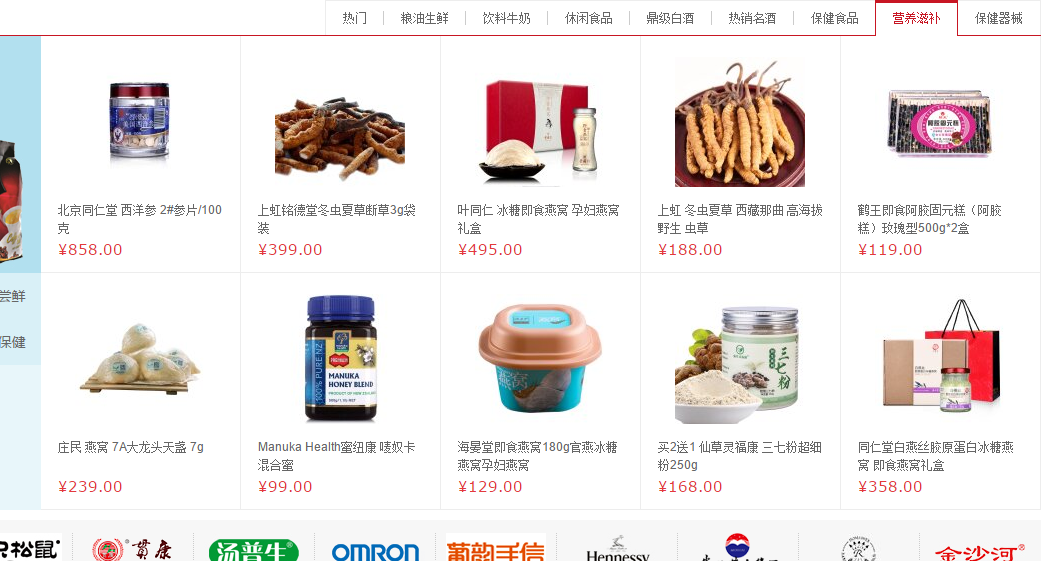 热门 粮油生鲜 饮料牛奶 休闲食品 鼎级白酒 热销名酒 保健食品 营养滋补 保健器械
北京同仁堂 西洋参 2#参片/100
克
¥858.00
上虹铭德堂冬虫夏草断草3g袋
装
¥399.00
叶同仁 冰糖即食燕窝 孕妇燕窝
礼盒
¥495.00
上虹 冬虫夏草 西藏那曲 高海拔
野生 虫草
¥188.00
鹤王即食阿胶固元糕（阿胶
糕）玫瑰型500g*2盒
¥119.00
尝鲜
保健
100% PURE NZ
MANUKA
HONEY BLEND
燕窝
三七粉
庄民 燕窝 7A大龙头天盏 7g
¥239.00
Manuka Health蜜纽康 唛奴卡
混合蜜
¥99.00
海晏堂即食燕窝180g官燕冰糖
燕窝孕妇燕窝
¥129.00
买2送1 仙草灵福康 三七粉超细
粉250g
¥168.00
同仁堂白燕丝胶原蛋白冰糖燕
窝 即食燕窝礼盒
¥358.00
松鼠 贯康 汤普生® OMRON 葡韵手信 Hennessy 金沙河®